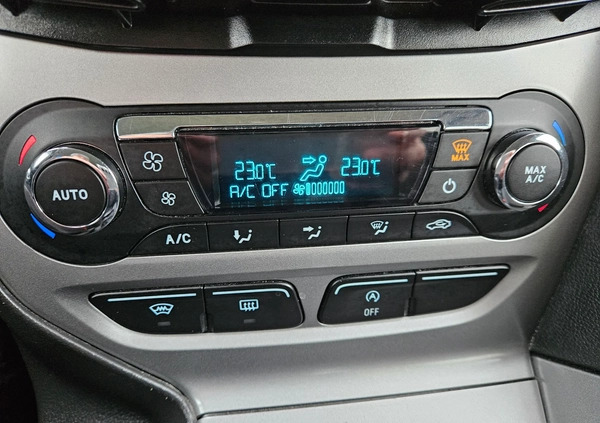 MAX
23.0°C 23.0°C
AUTO
A/C OFF
MAX
A/C
A/C
OFF